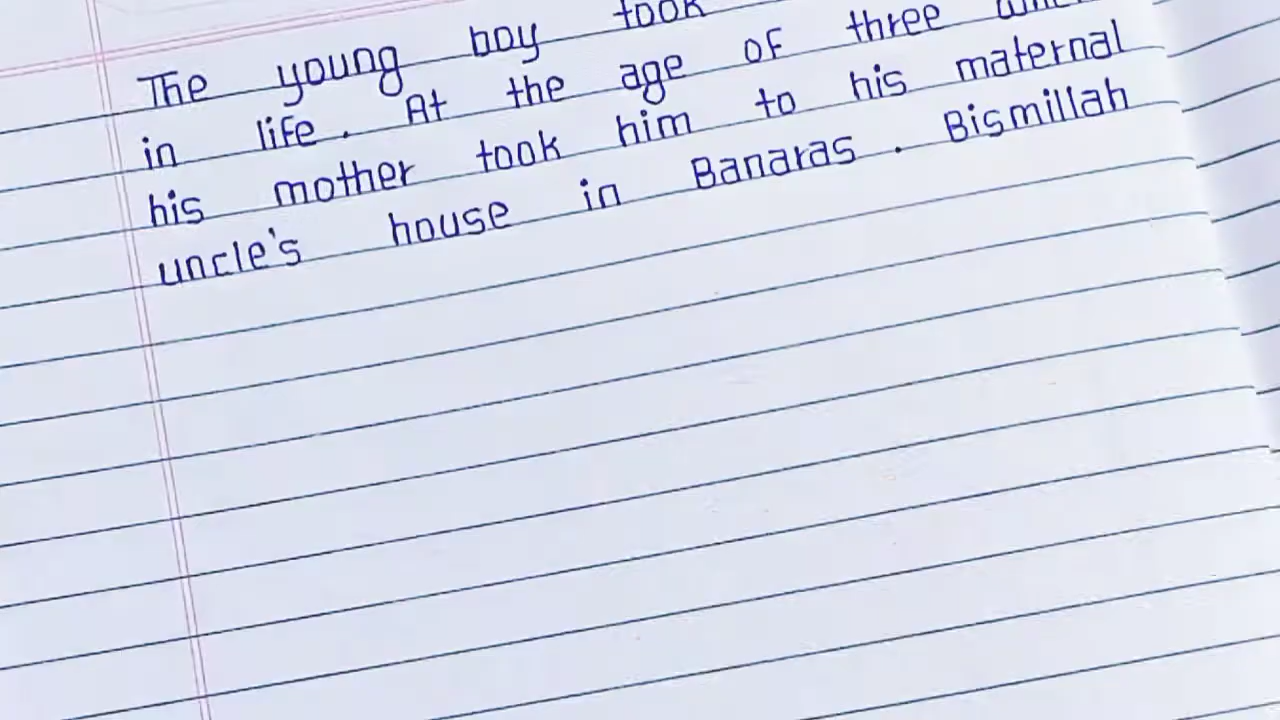 The young boy took
in life. At the age of three
his mother took him to his maternal
uncle's house in Banaras. Bismillah